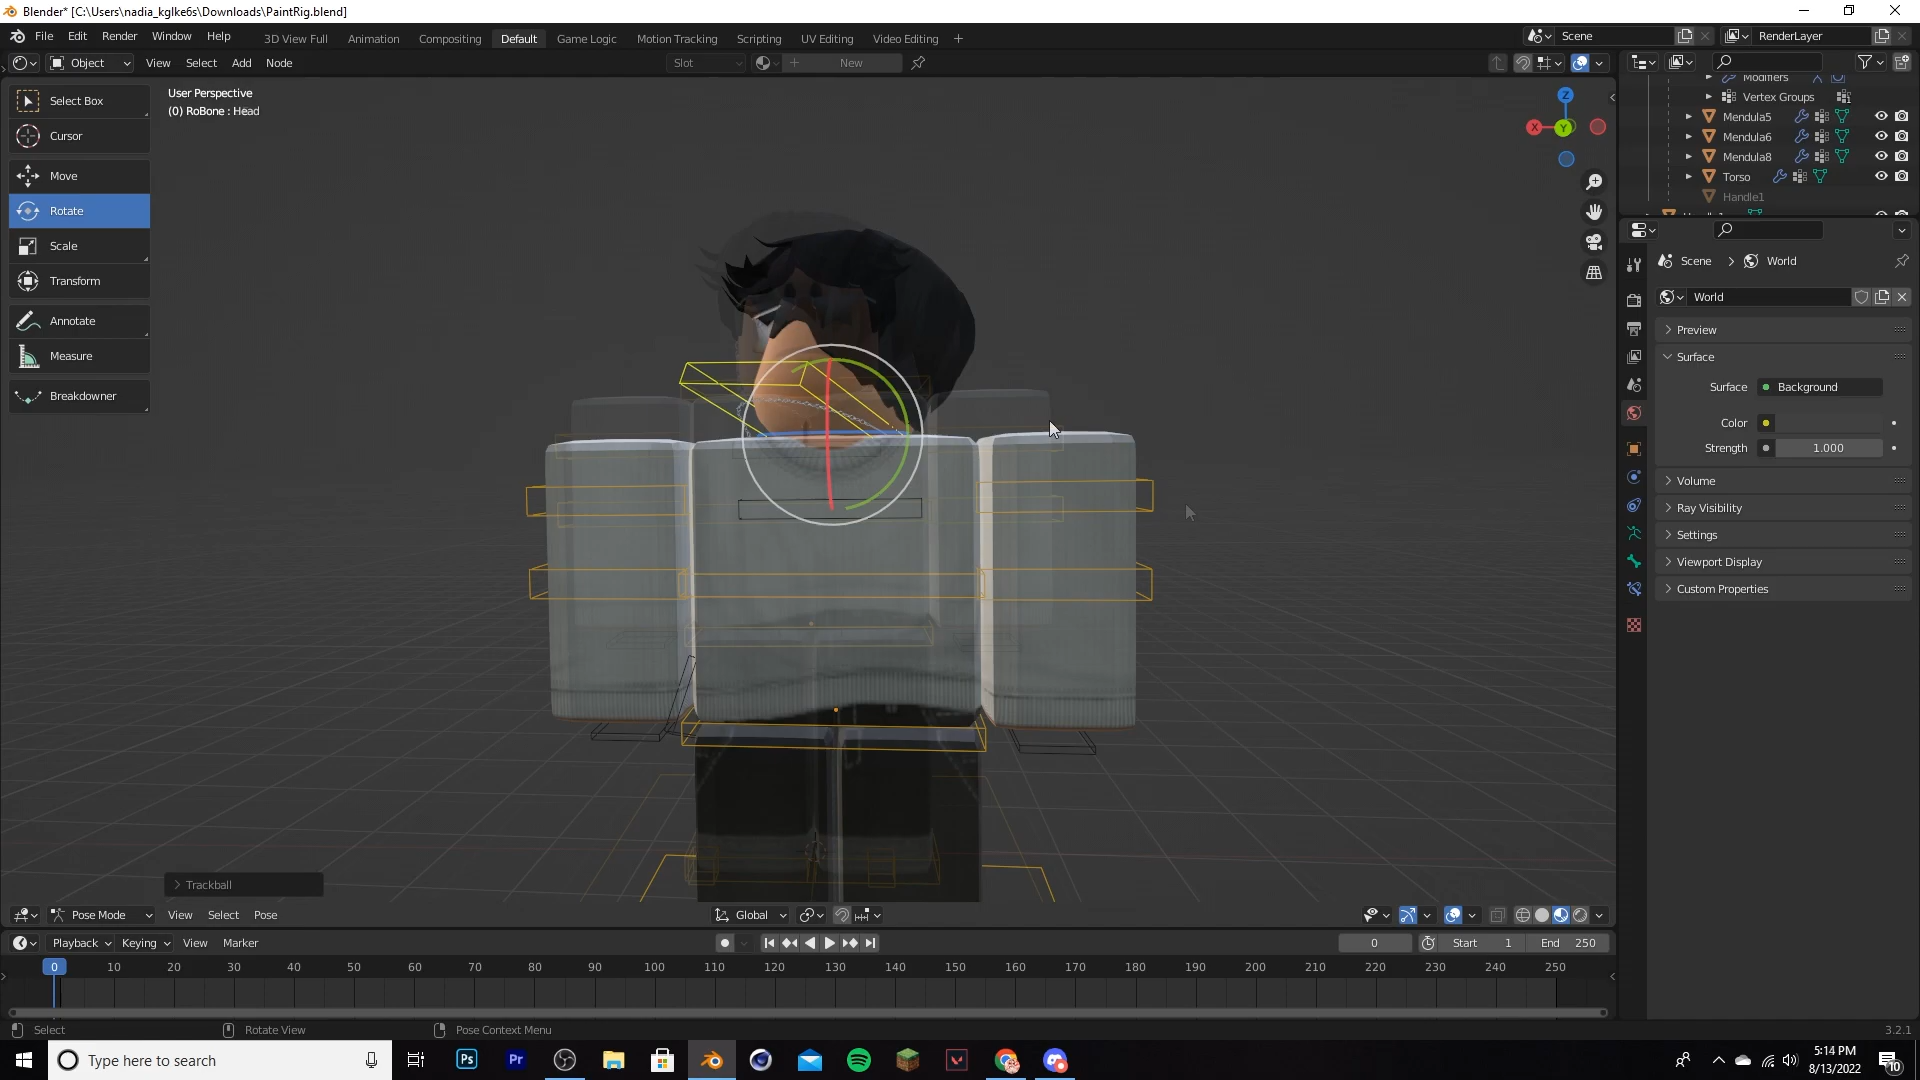 Blender* [C:\Users\nadia_kglke6s\Downloads\PaintRig.blend]
File Edit Render Window Help
3D View Full Animation Compositing Default Game Logic Motion Tracking Scripting UV Editing Video Editing
Scene
RenderLayer
Object View Select Add Node
Slot New
Select Box
Cursor
Move
Rotate
Scale
Transform
Annotate
Measure
Breakdowner
User Perspective
(0) RoBone : Head
Z
X
Y
Modifiers
Vertex Groups
Mendula5
Mendula6
Mendula8
Torso
Handle1
Scene > World
World
Preview
Surface
Surface Background
Color
Strength 1.000
Volume
Ray Visibility
Settings
Viewport Display
Custom Properties
Trackball
Pose Mode View Select Pose
Global
Playback Keying View Marker
0 Start 1 End 250
0 10 20 30 40 50 60 70 80 90 100 110 120 130 140 150 160 170 180 190 200 210 220 230 240 250
Select Rotate View Pose Context Menu
3.2.1
Type here to search
Ps
Pr
5:14 PM
8/13/2022
10